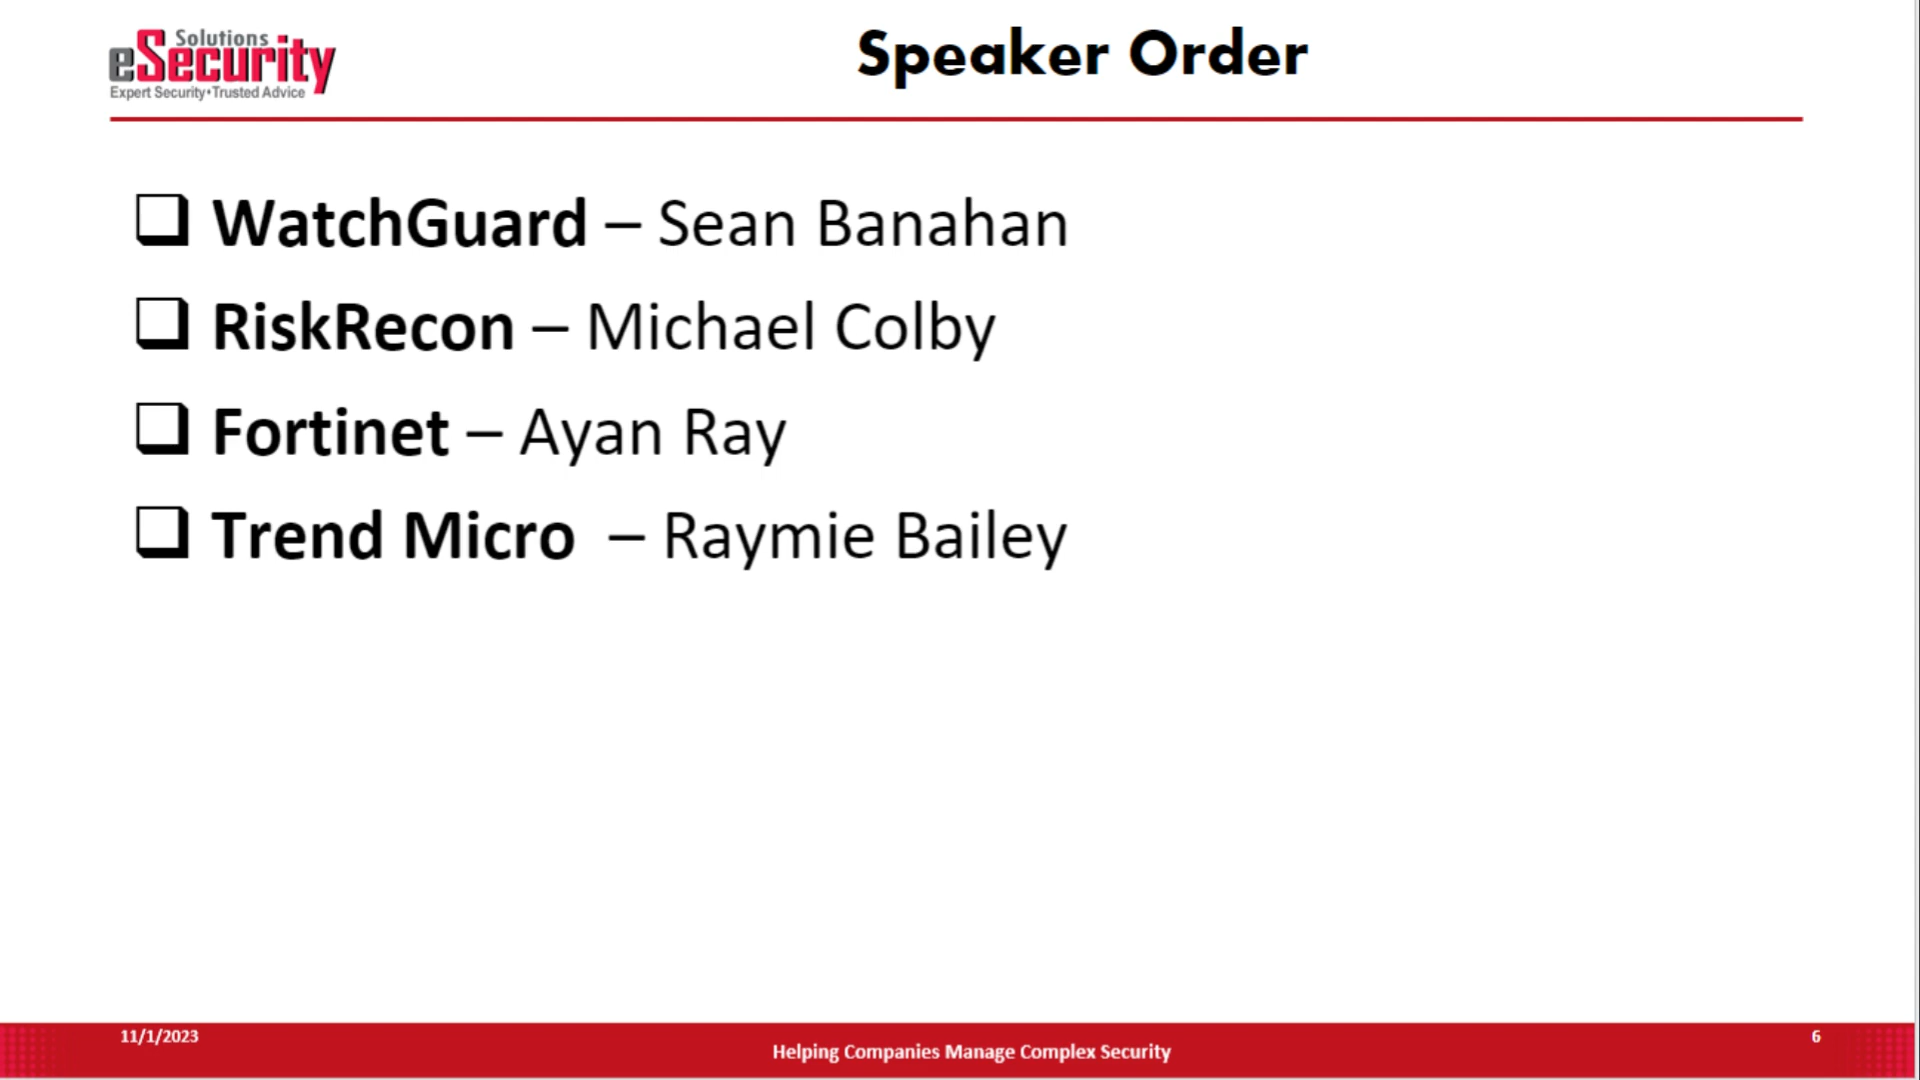 Solutions
eSecurity
Expert Security•Trusted Advice
Speaker Order
❑ WatchGuard – Sean Banahan
❑ RiskRecon – Michael Colby
❑ Fortinet – Ayan Ray
❑ Trend Micro – Raymie Bailey
11/1/2023
Helping Companies Manage Complex Security
6